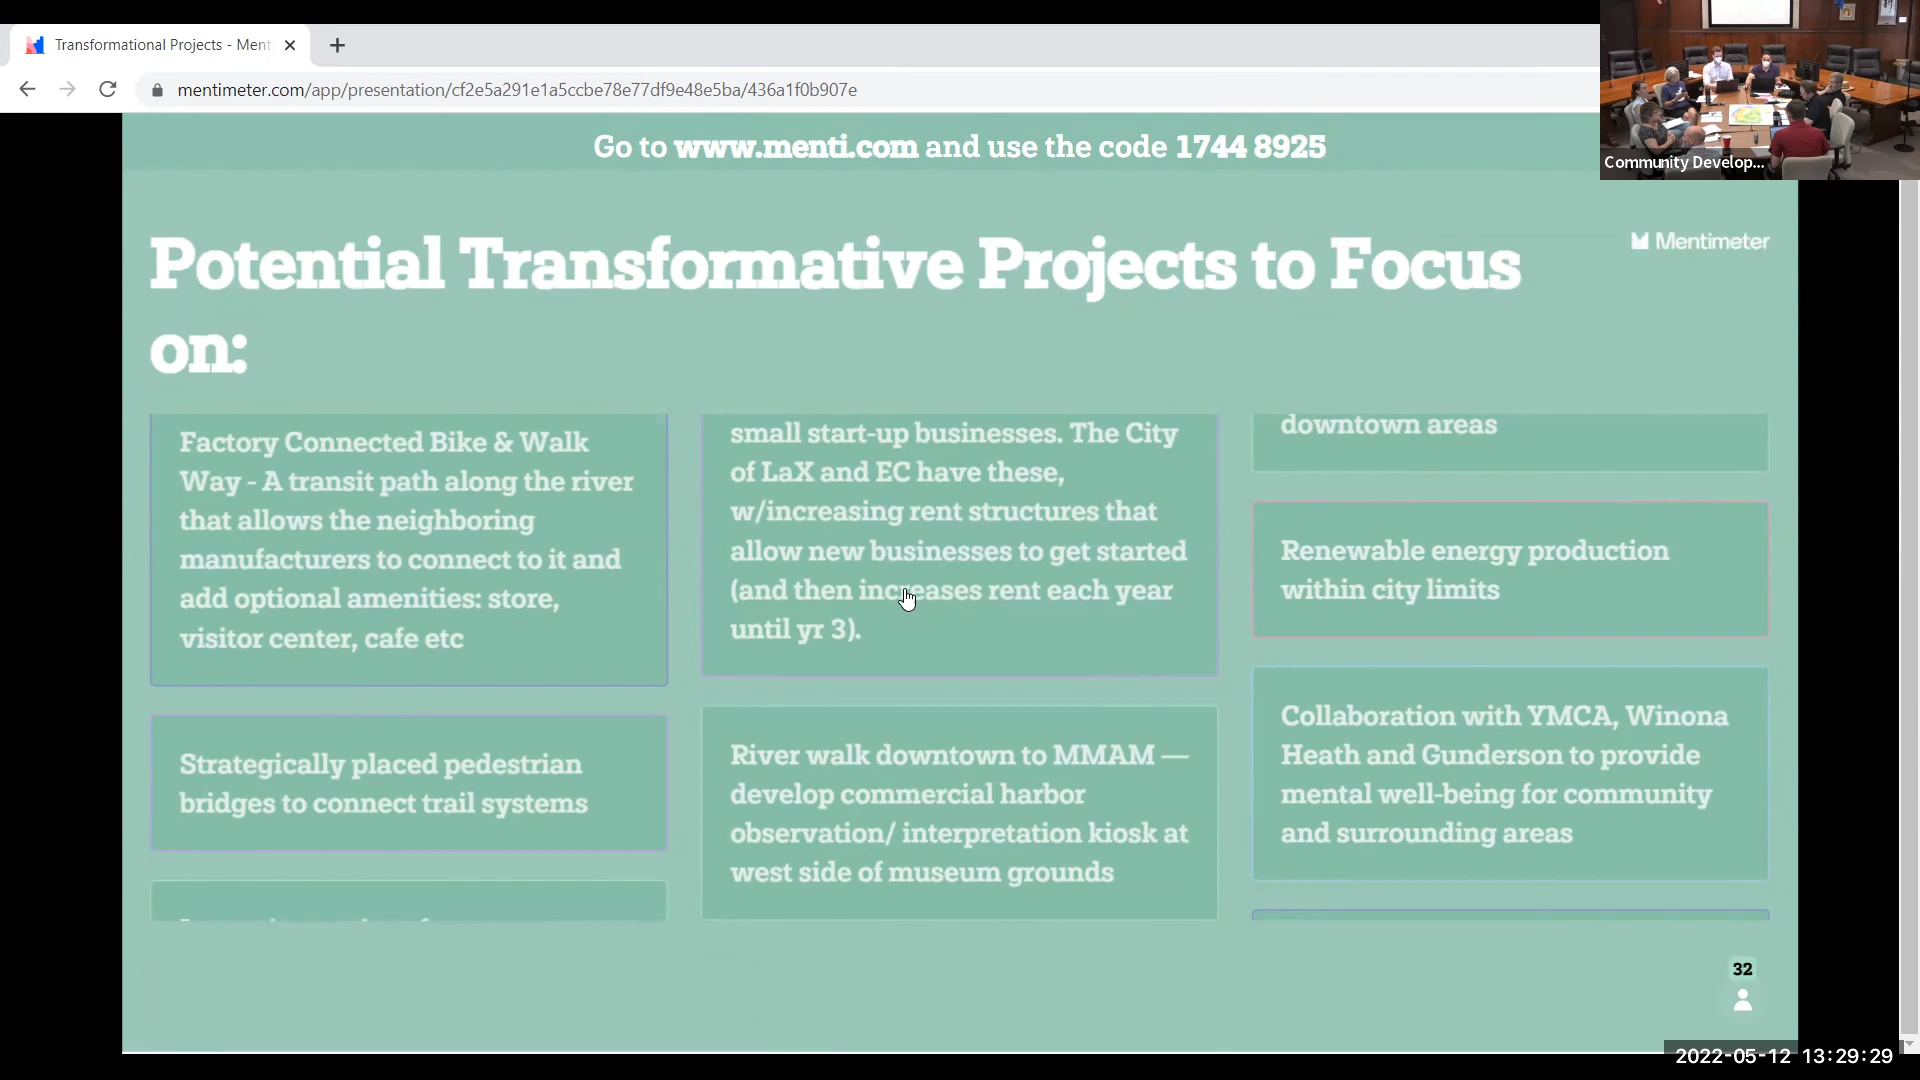 Transformational Projects - Ment
mentimeter.com/app/presentation/cf2e5a291e1a5ccbe78e77df9e48e5ba/436a1f0b907e
Community Develop...
Go to www.menti.com and use the code 1744 8925
Mentimeter
Potential Transformative Projects to Focus
on:
Factory Connected Bike & Walk
Way - A transit path along the river
that allows the neighboring
manufacturers to connect to it and
add optional amenities: store,
visitor center, cafe etc
Strategically placed pedestrian
bridges to connect trail systems
small start-up businesses. The City
of LaX and EC have these,
w/increasing rent structures that
allow new businesses to get started
(and then increases rent each year
until yr 3).
River walk downtown to MMAM —
develop commercial harbor
observation/ interpretation kiosk at
west side of museum grounds
downtown areas
Renewable energy production
within city limits
Collaboration with YMCA, Winona
Heath and Gunderson to provide
mental well-being for community
and surrounding areas
32
2022-05-12 13:29:29